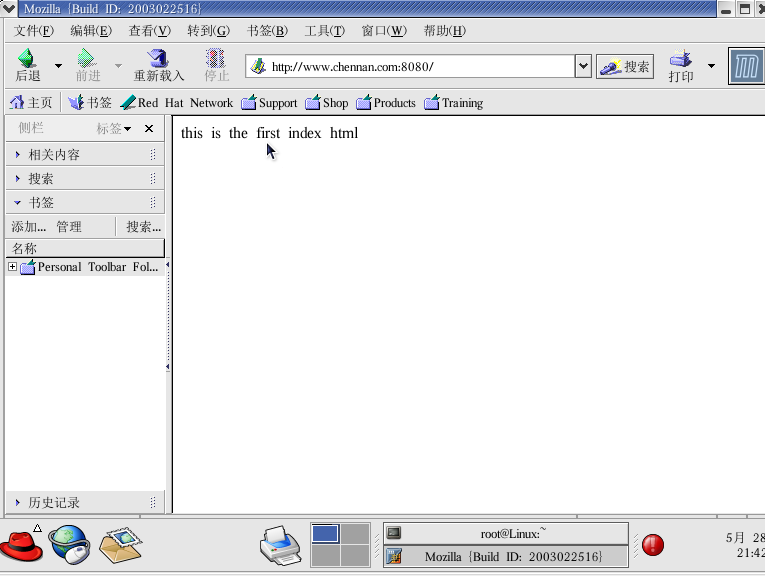 Mozilla {Build ID: 2003022516}
文件(F) 编辑(E) 查看(V) 转到(G) 书签(B) 工具(T) 窗口(W) 帮助(H)
后退 前进 重新载入 停止 http://www.chennan.com:8080/ 搜索 打印
主页 书签 Red Hat Network Support Shop Products Training
侧栏 标签
this is the first index html
相关内容
搜索
书签
添加... 管理 搜索...
名称
Personal Toolbar Fol...
历史记录
root@Linux:~
Mozilla {Build ID: 2003022516}
5月 28
21:42